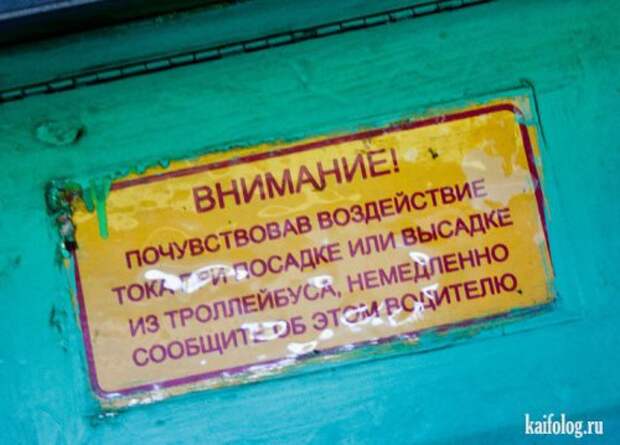 ВНИМАНИЕ!
ПОЧУВСТВОВАВ ВОЗДЕЙСТВИЕ
ТОКА ПРИ ПОСАДКЕ ИЛИ ВЫСАДКЕ
ИЗ ТРОЛЛЕЙБУСА, НЕМЕДЛЕННО
СООБЩИТЕ ОБ ЭТОМ ВОДИТЕЛЮ
kaifolog.ru